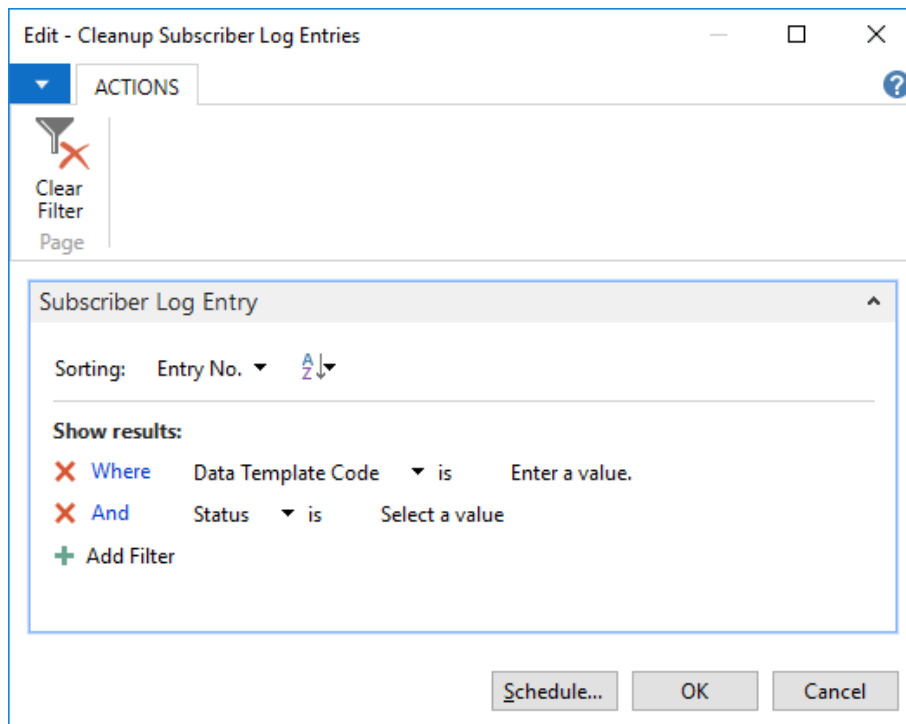 Edit - Cleanup Subscriber Log Entries
ACTIONS
?
Clear
Filter
Page
Subscriber Log Entry
Sorting: Entry No. A Z
Show results:
Where Data Template Code is Enter a value.
And Status is Select a value
Add Filter
Schedule... OK Cancel